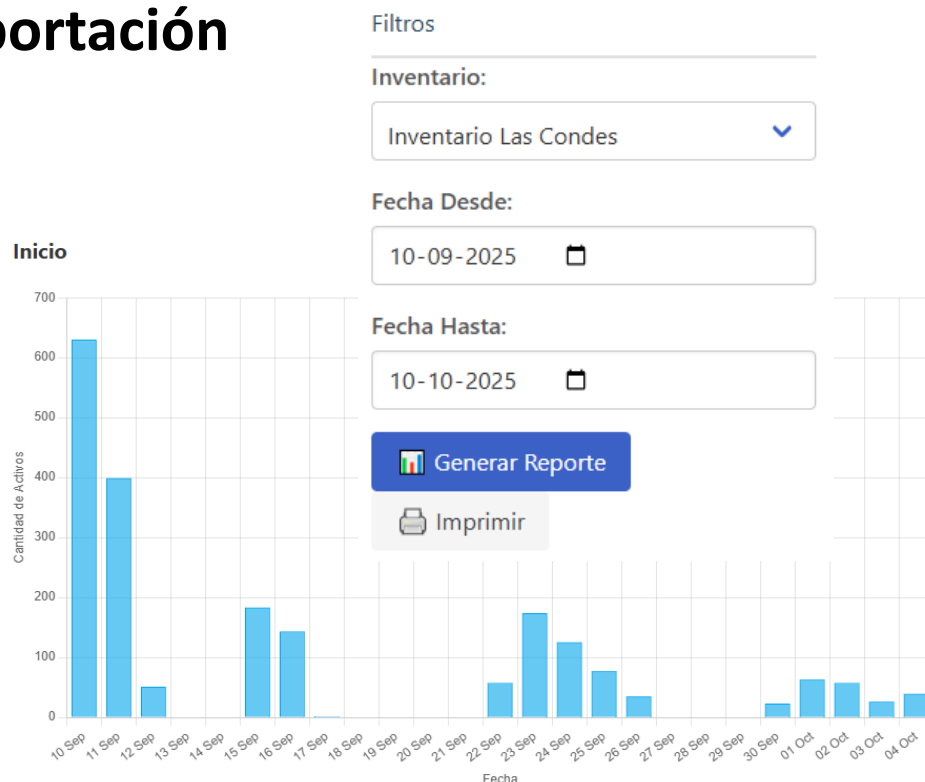 portación
Filtros
Inventario:
Inventario Las Condes
Fecha Desde:
10-09-2025
Fecha Hasta:
10-10-2025
Generar Reporte
Imprimir
Inicio
700
600
500
400
300
200
100
0
Cantidad de Activos
10 Sep
11 Sep
12 Sep
13 Sep
14 Sep
15 Sep
16 Sep
17 Sep
18 Sep
19 Sep
20 Sep
21 Sep
22 Sep
23 Sep
24 Sep
25 Sep
26 Sep
27 Sep
28 Sep
29 Sep
30 Sep
01 Oct
02 Oct
03 Oct
04 Oct
Fecha